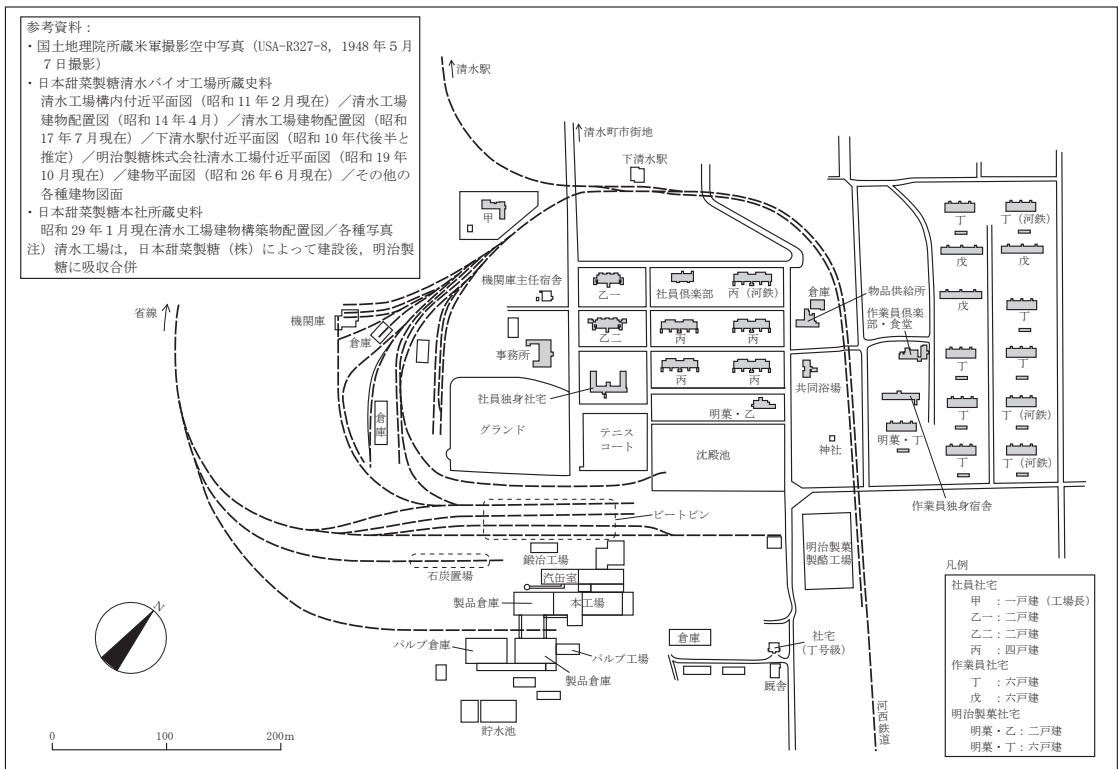 参考資料：
・国土地理院所蔵米軍撮影空中写真（USA-R327-8，1948年5月
7日撮影）
・日本甜菜製糖清水バイオ工場所蔵史料
清水工場構内付近平面図（昭和11年2月現在）／清水工場
建物配置図（昭和14年4月）／清水工場建物配置図（昭和
17年7月現在）／下清水駅付近平面図（昭和10年代後半と
推定）／明治製糖株式会社清水工場付近平面図（昭和19年
10月現在）／建物平面図（昭和26年6月現在）／その他の
各種建物図面
・日本甜菜製糖本社所蔵史料
昭和29年1月現在清水工場建物構築物配置図／各種写真
注）清水工場は，日本甜菜製糖（株）によって建設後，明治製
糖に吸収合併
清水駅
清水町市街地
下清水駅
甲
機関庫主任宿舎
省線
機関庫
倉庫
倉庫
事務所
乙一
社員倶楽部
丙（河鉄）
乙二
丙
丙
丙
丙
社員独身社宅
明菓・乙
グランド
テニス
コート
沈殿池
倉庫
物品供給所
作業員倶楽
部・食堂
共同浴場
神社
明菓・丁
作業員独身宿舎
丁
丁（河鉄）
戊
戊
戊
丁
丁
丁
丁
丁（河鉄）
丁
丁（河鉄）
ビートビン
鍛冶工場
石炭置場
汽缶室
製品倉庫
本工場
明治製菓
製酪工場
パルプ倉庫
パルプ工場
製品倉庫
倉庫
社宅
（丁号級）
厩舎
貯水池
河西鉄道
N
0
100
200m
凡例
社員社宅
甲　：一戸建（工場長）
乙一：二戸建
乙二：二戸建
丙　：四戸建
作業員社宅
丁　：六戸建
戊　：六戸建
明治製菓社宅
明菓・乙：二戸建
明菓・丁：六戸建